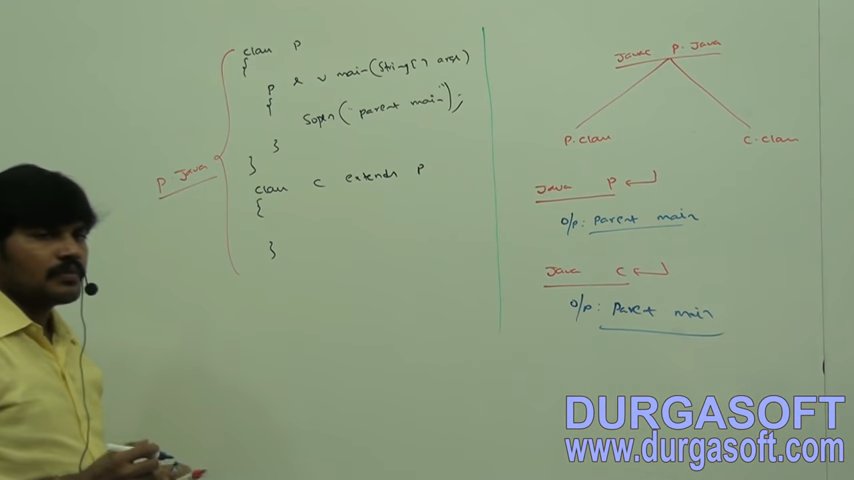 class P
{
P S V main(String[] args)
{
Sopln("parent main");
}
}
P.Java
class C extends P
{
}
Javac P.Java
P.class C.class
Java P ↵
O/P: Parent main
Java C ↵
O/P: Parent main
DURGASOFT
www.durgasoft.com